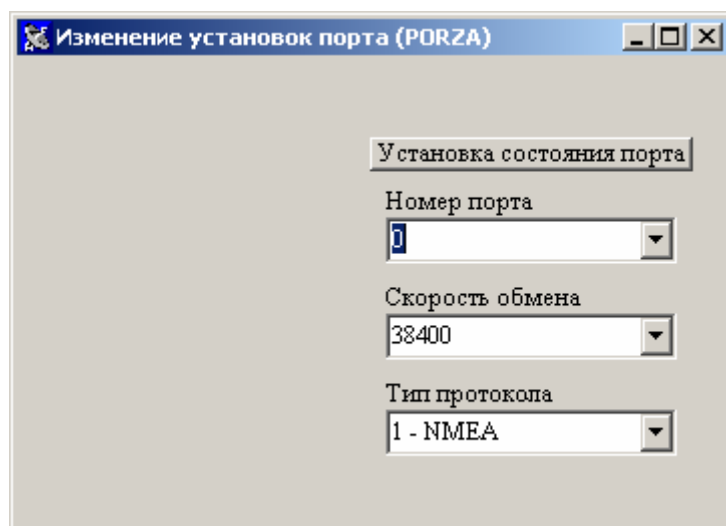 Изменение установок порта (PORZA)
Установка состояния порта
Номер порта
0
Скорость обмена
38400
Тип протокола
1 - NMEA